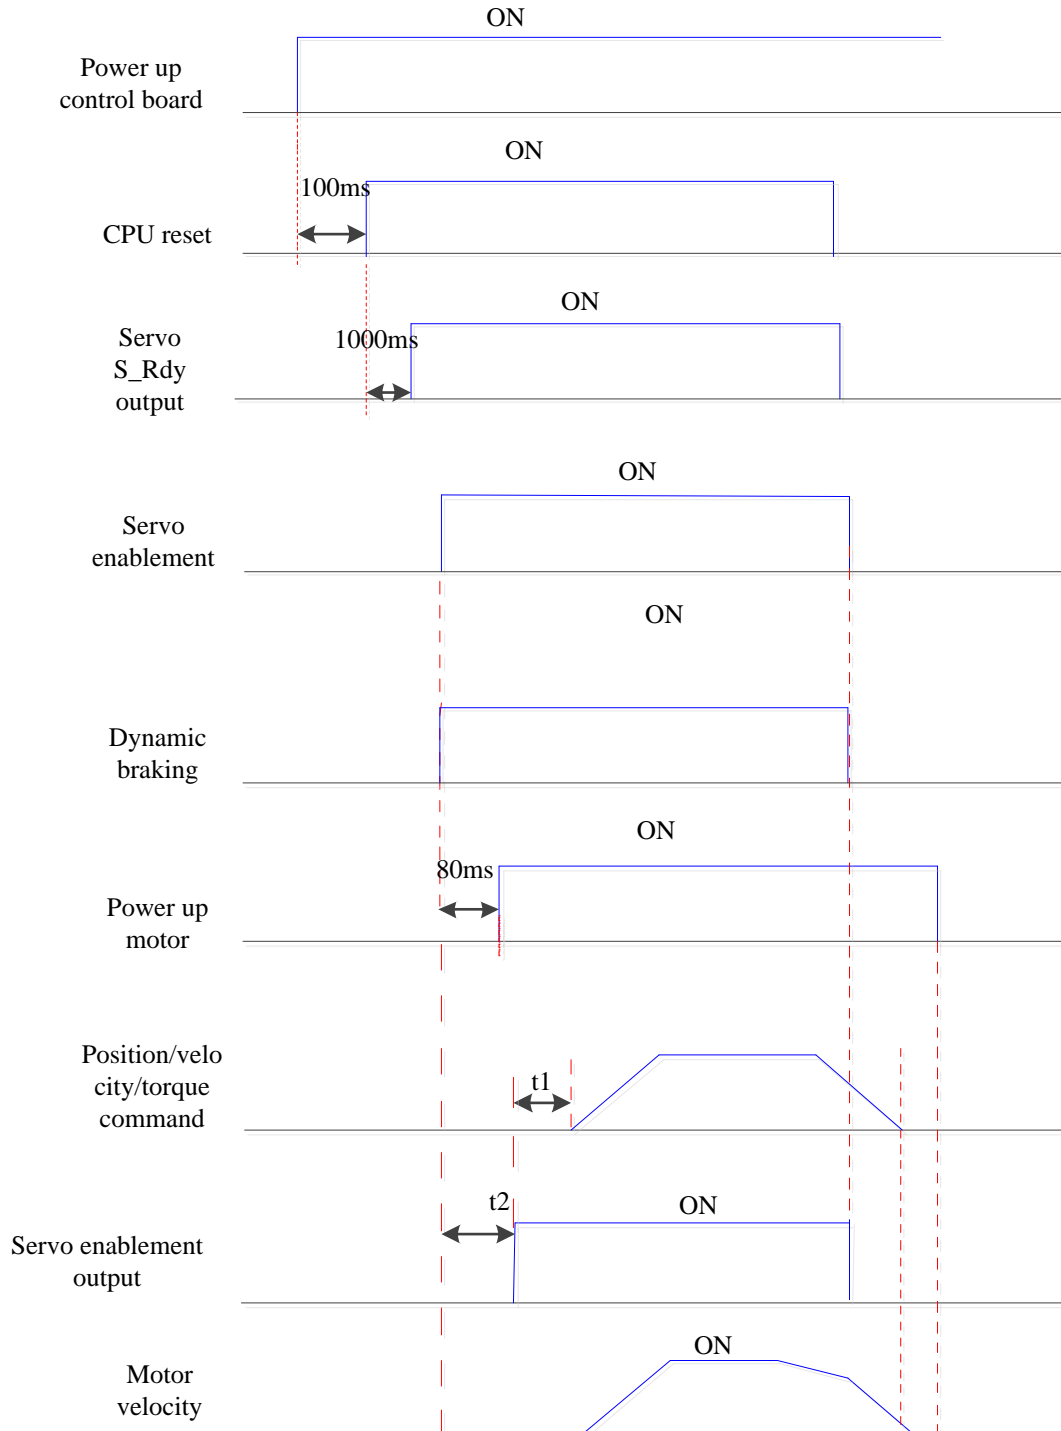 ON
Power up
control board
ON
100ms
CPU reset
ON
Servo
S_Rdy
output
1000ms
ON
Servo
enablement
ON
Dynamic
braking
ON
80ms
Power up
motor
Position/velo
city/torque
command
t1
t2
ON
Servo enablement
output
ON
Motor
velocity